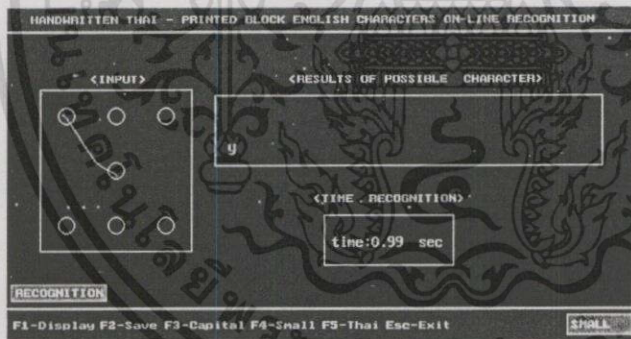 HANDWRITTEN THAI - PRINTED BLOCK ENGLISH CHARACTERS ON-LINE RECOGNITION
<INPUT>
<RESULTS OF POSSIBLE CHARACTER>
y
<TIME RECOGNITION>
time:0.99 sec
RECOGNITION
F1-Display F2-Save F3-Capital F4-Small F5-Thai Esc-Exit
SMALL